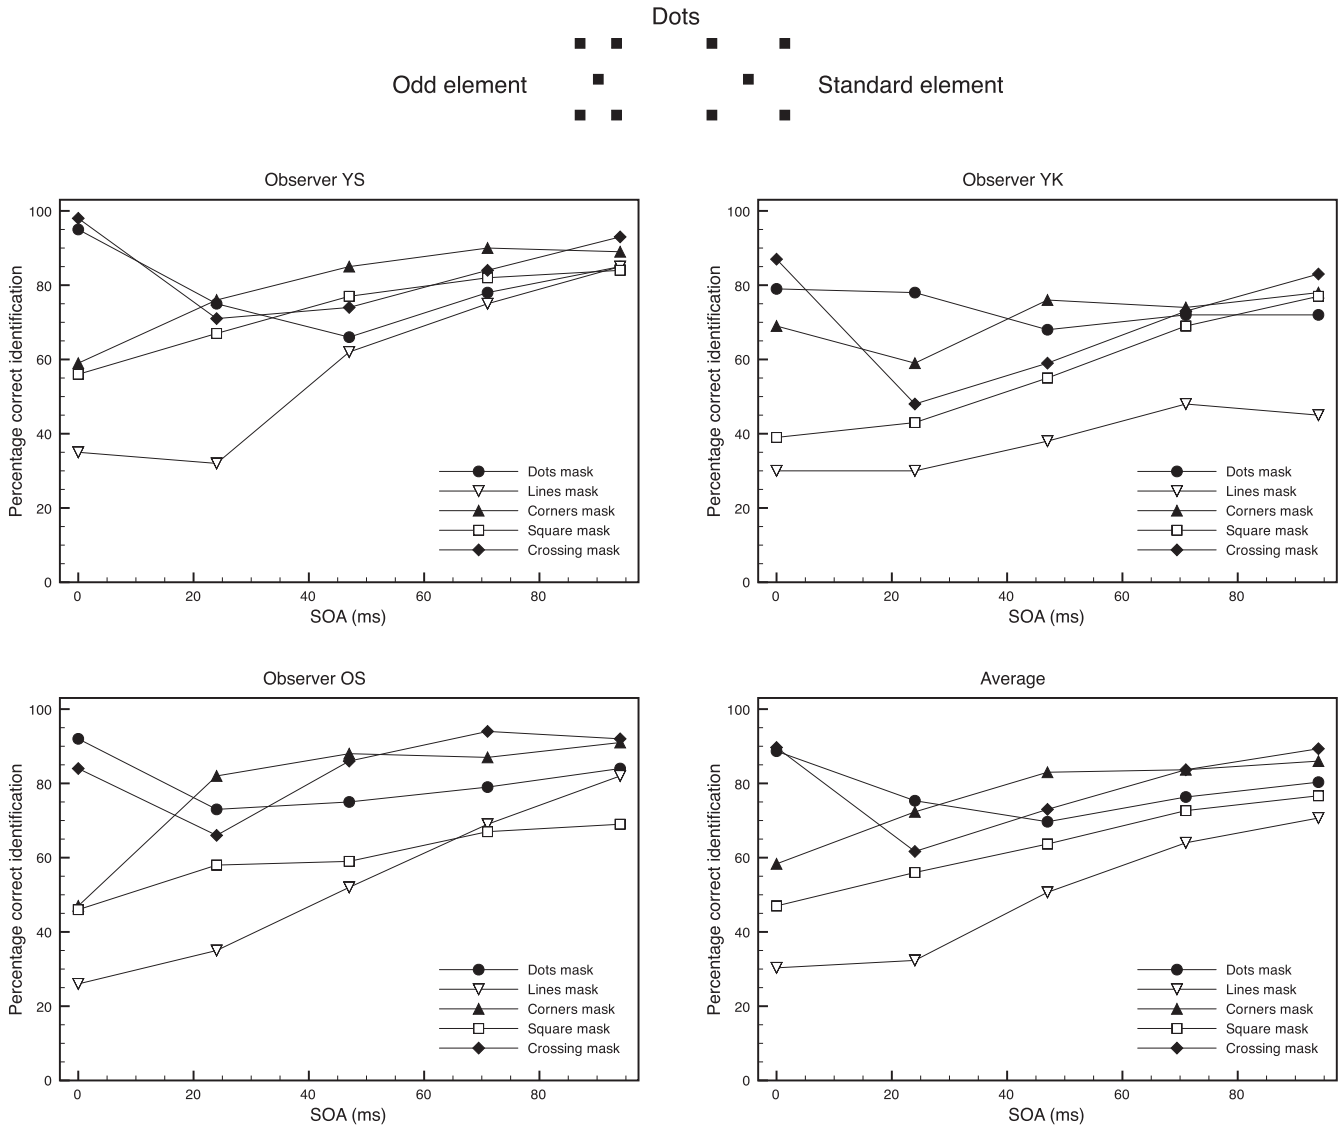 Dots
Odd element
Standard element
Observer YS
Percentage correct identification
100
80
60
40
20
0
Dots mask
Lines mask
Corners mask
Square mask
Crossing mask
0 20 40 60 80
SOA (ms)
Observer YK
Percentage correct identification
100
80
60
40
20
0
Dots mask
Lines mask
Corners mask
Square mask
Crossing mask
0 20 40 60 80
SOA (ms)
Observer OS
Percentage correct identification
100
80
60
40
20
0
Dots mask
Lines mask
Corners mask
Square mask
Crossing mask
0 20 40 60 80
SOA (ms)
Average
Percentage correct identification
100
80
60
40
20
0
Dots mask
Lines mask
Corners mask
Square mask
Crossing mask
0 20 40 60 80
SOA (ms)